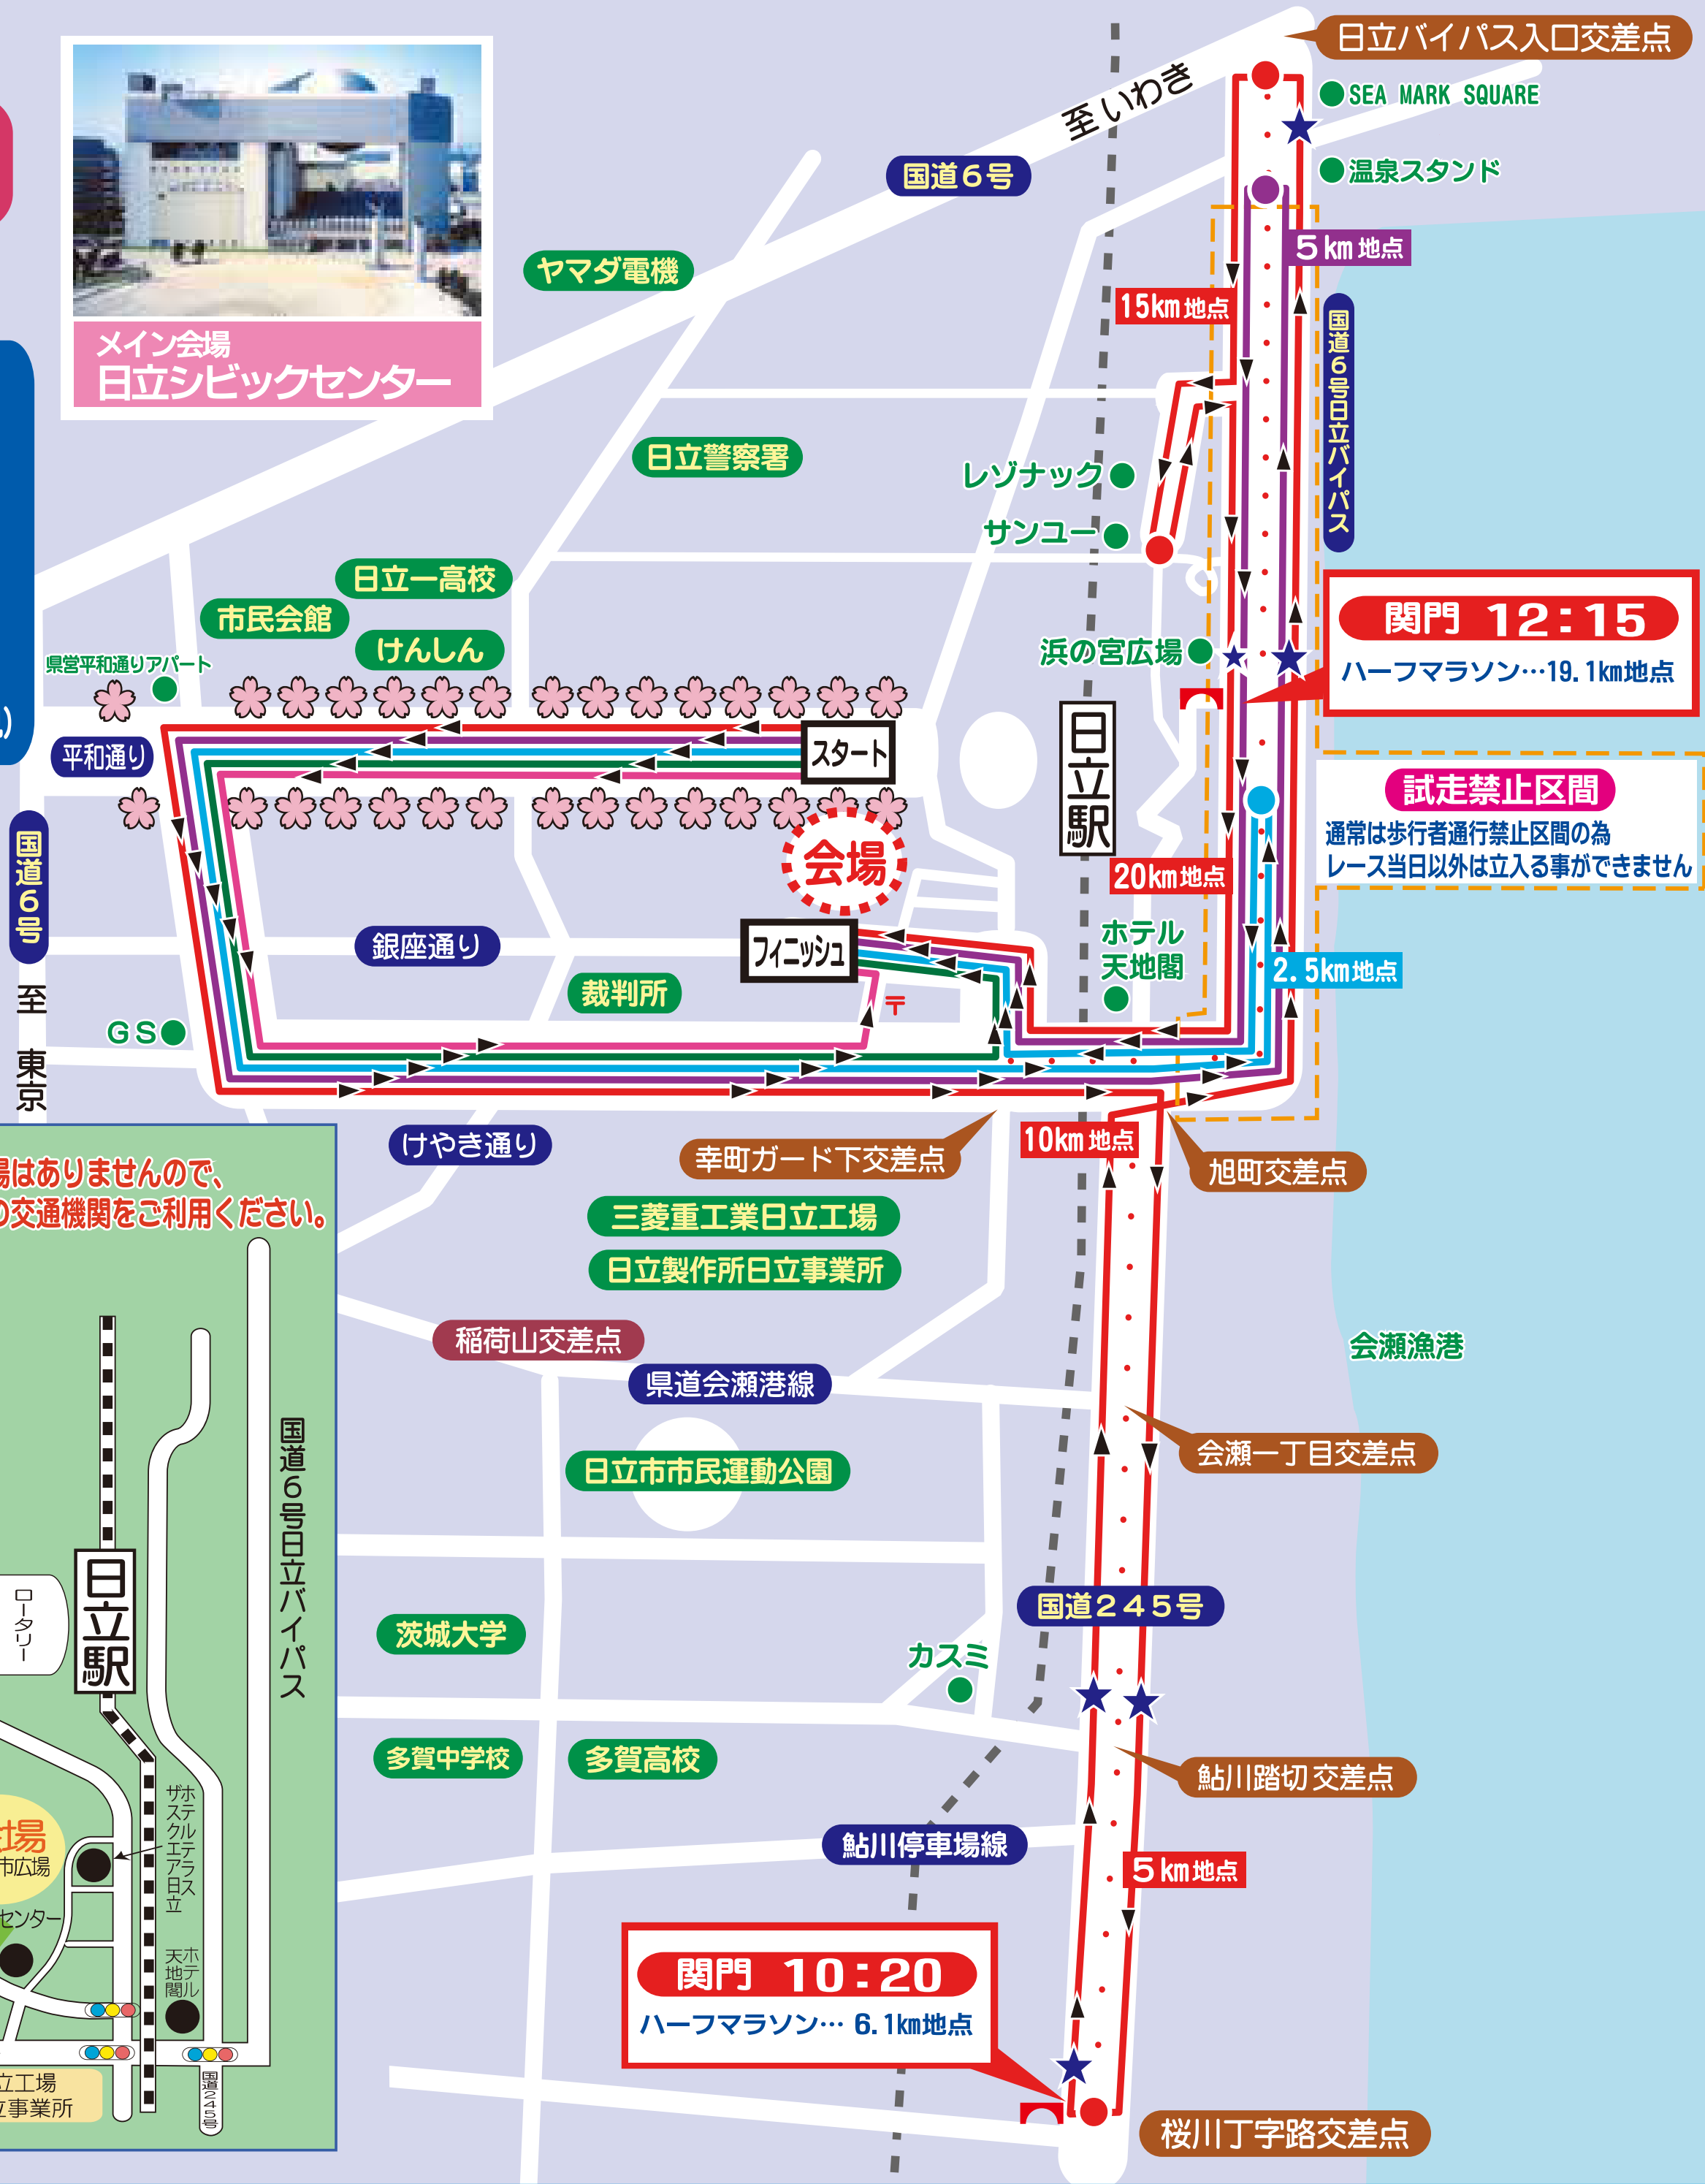 日立バイパス入口交差点
SEA MARK SQUARE
至いわき
国道6号
温泉スタンド
5km地点
ヤマダ電機
15km地点
国道6号日立バイパス
メイン会場
日立シビックセンター
日立警察署
レゾナック
サンユー
日立一高校
市民会館
けんしん
関門 12:15
ハーフマラソン…19.1km地点
浜の宮広場
県営平和通りアパート
日立駅
スタート
平和通り
試走禁止区間
通常は歩行者通行禁止区間の為
レース当日以外は立入る事ができません
国道6号
会場
20km地点
ホテル
天地閣
銀座通り
フィニッシュ
2.5km地点
裁判所
〒
至 東京
GS
けやき通り
幸町ガード下交差点
10km地点
旭町交差点
場はありませんので、
の交通機関をご利用ください。
三菱重工業日立工場
日立製作所日立事業所
稲荷山交差点
会瀬漁港
県道会瀬港線
会瀬一丁目交差点
日立市市民運動公園
国道6号日立バイパス
日立駅
ロータリー
国道245号
茨城大学
カスミ
多賀中学校
多賀高校
鮎川踏切交差点
ホテルテラス
ザスクエア日立
場
市広場
鮎川停車場線
5km地点
センター
ホテル
天地閣
関門 10:20
ハーフマラソン… 6.1km地点
立工場
立事業所
国道245号
桜川丁字路交差点